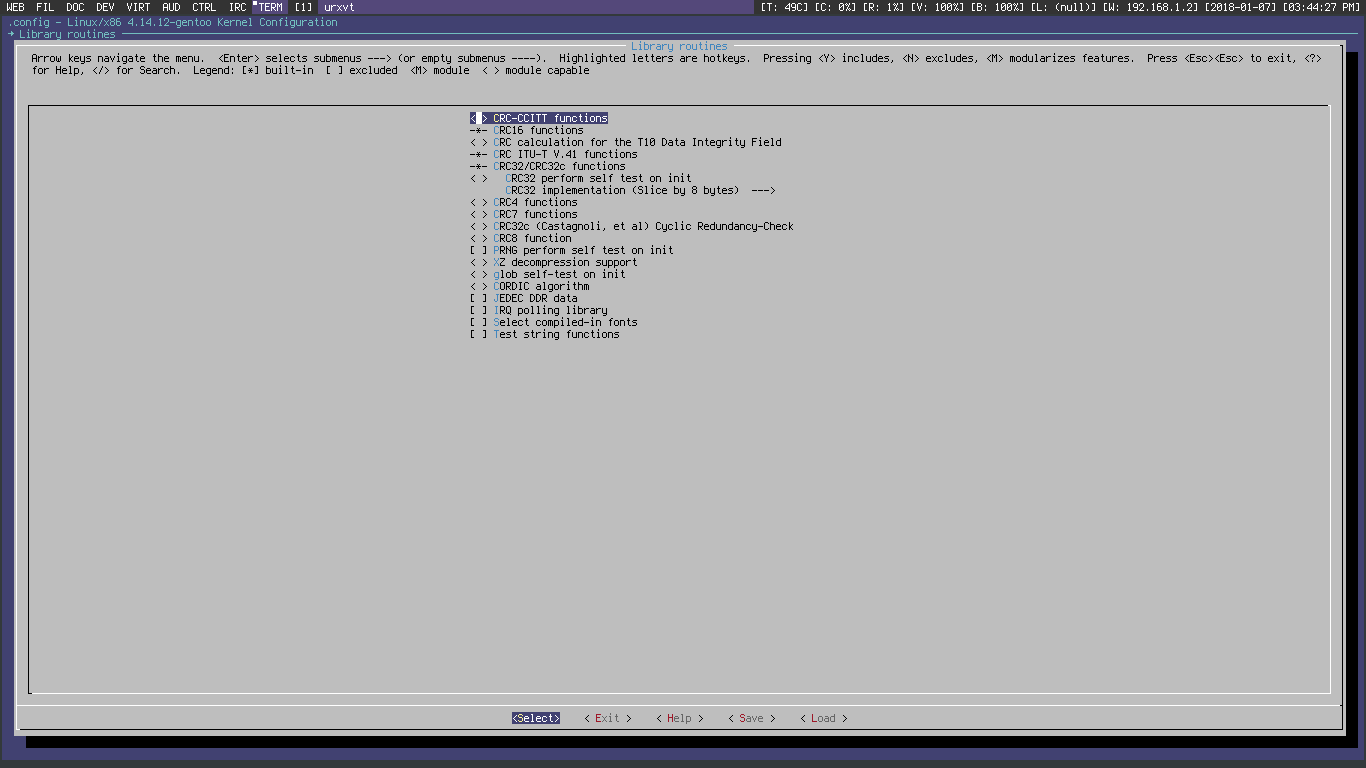 WEB FIL DOC DEV VIRT AUD CTRL IRC TERM [1] urxvt [T: 49C] [C: 0%] [R: 1%] [V: 100%] [B: 100%] [L: (null)] [W: 192.168.1.2] [2018-01-07] [03:44:27 PM]
.config - Linux/x86 4.14.12-gentoo Kernel Configuration
→ Library routines
Library routines
Arrow keys navigate the menu. <Enter> selects submenus ---> (or empty submenus ----). Highlighted letters are hotkeys. Pressing <Y> includes, <N> excludes, <M> modularizes features. Press <Esc><Esc> to exit, <?>
for Help, </> for Search. Legend: [*] built-in [ ] excluded <M> module < > module capable
< > CRC-CCITT functions
-*- CRC16 functions
< > CRC calculation for the T10 Data Integrity Field
-*- CRC ITU-T V.41 functions
-*- CRC32/CRC32c functions
< > CRC32 perform self test on init
CRC32 implementation (Slice by 8 bytes) --->
< > CRC4 functions
< > CRC7 functions
< > CRC32c (Castagnoli, et al) Cyclic Redundancy-Check
< > CRC8 function
[ ] PRNG perform self test on init
< > XZ decompression support
< > glob self-test on init
< > CORDIC algorithm
[ ] JEDEC DDR data
[ ] IRQ polling library
[ ] Select compiled-in fonts
[ ] Test string functions
<Select> < Exit > < Help > < Save > < Load >